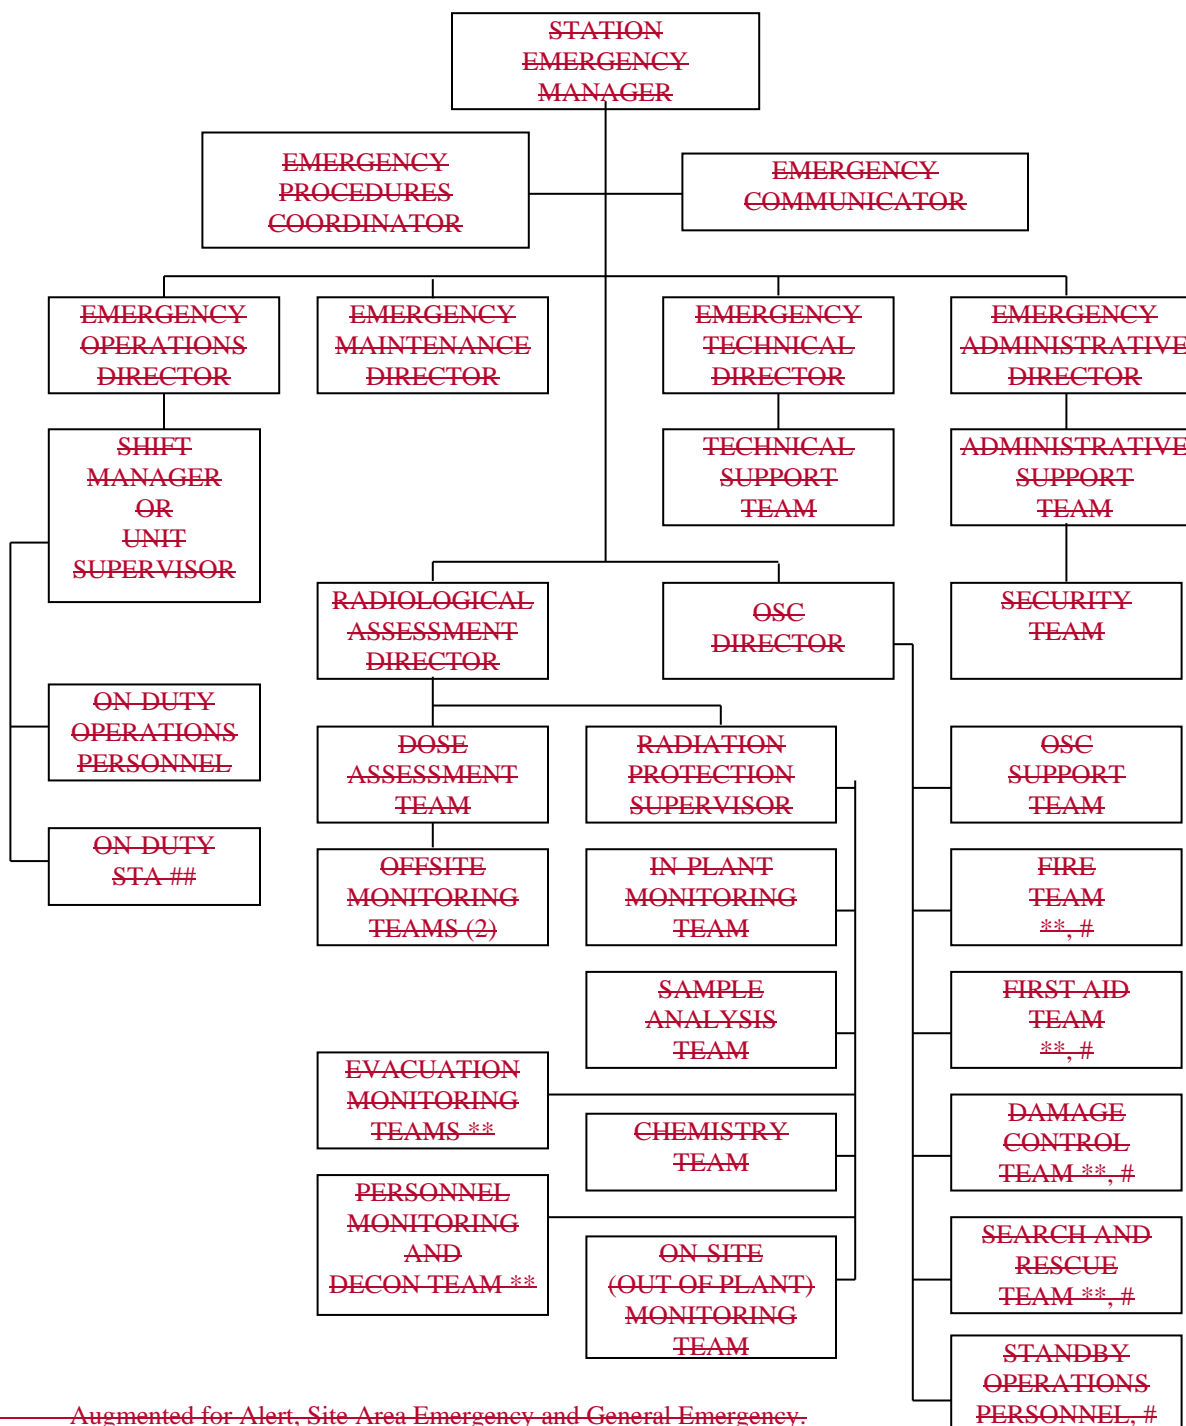 STATION
EMERGENCY
MANAGER
EMERGENCY
PROCEDURES
COORDINATOR
EMERGENCY
COMMUNICATOR
EMERGENCY
OPERATIONS
DIRECTOR
EMERGENCY
MAINTENANCE
DIRECTOR
EMERGENCY
TECHNICAL
DIRECTOR
EMERGENCY
ADMINISTRATIVE
DIRECTOR
SHIFT
MANAGER
OR
UNIT
SUPERVISOR
TECHNICAL
SUPPORT
TEAM
ADMINISTRATIVE
SUPPORT
TEAM
RADIOLOGICAL
ASSESSMENT
DIRECTOR
OSC
DIRECTOR
SECURITY
TEAM
ON DUTY
OPERATIONS
PERSONNEL
DOSE
ASSESSMENT
TEAM
RADIATION
PROTECTION
SUPERVISOR
OSC
SUPPORT
TEAM
ON DUTY
STA ##
OFFSITE
MONITORING
TEAMS (2)
IN PLANT
MONITORING
TEAM
FIRE
TEAM
**, #
SAMPLE
ANALYSIS
TEAM
FIRST AID
TEAM
**, #
EVACUATION
MONITORING
TEAMS **
CHEMISTRY
TEAM
DAMAGE
CONTROL
TEAM **, #
PERSONNEL
MONITORING
AND
DECON TEAM **
ON SITE
(OUT OF PLANT)
MONITORING
TEAM
SEARCH AND
RESCUE
TEAM **, #
STANDBY
OPERATIONS
PERSONNEL, #
Augmented for Alert, Site Area Emergency and General Emergency.